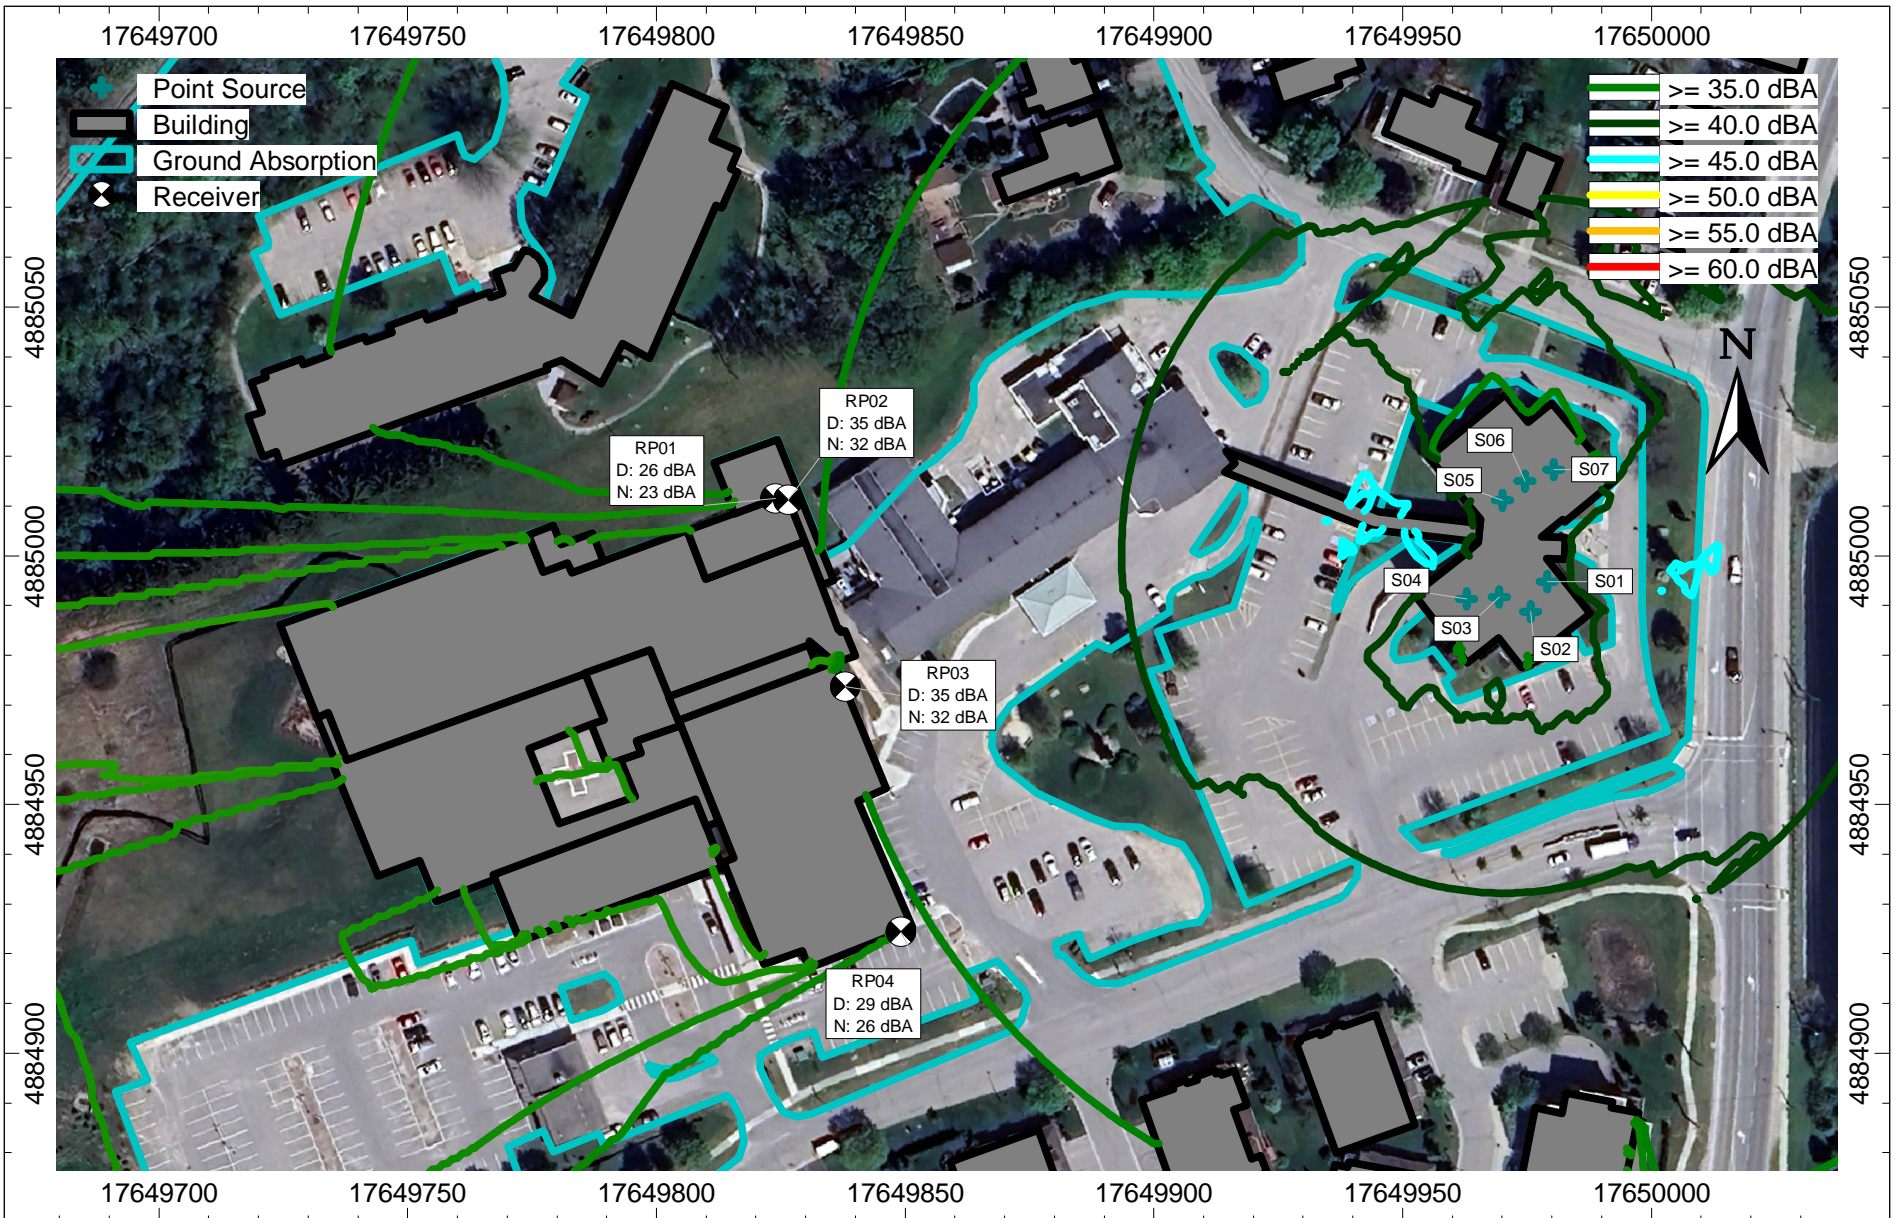 17649700 17649750 17649800 17649850 17649900 17649950 17650000
Point Source
Building
Ground Absorption
Receiver
>= 35.0 dBA
>= 40.0 dBA
>= 45.0 dBA
>= 50.0 dBA
>= 55.0 dBA
>= 60.0 dBA
4885050
4885000
4884950
4884900
4885050
4885000
4884950
4884900
N
RP02
D: 35 dBA
N: 32 dBA
RP01
D: 26 dBA
N: 23 dBA
S06
S07
S05
S04
S01
S03
S02
RP03
D: 35 dBA
N: 32 dBA
RP04
D: 29 dBA
N: 26 dBA
17649700 17649750 17649800 17649850 17649900 17649950 17650000